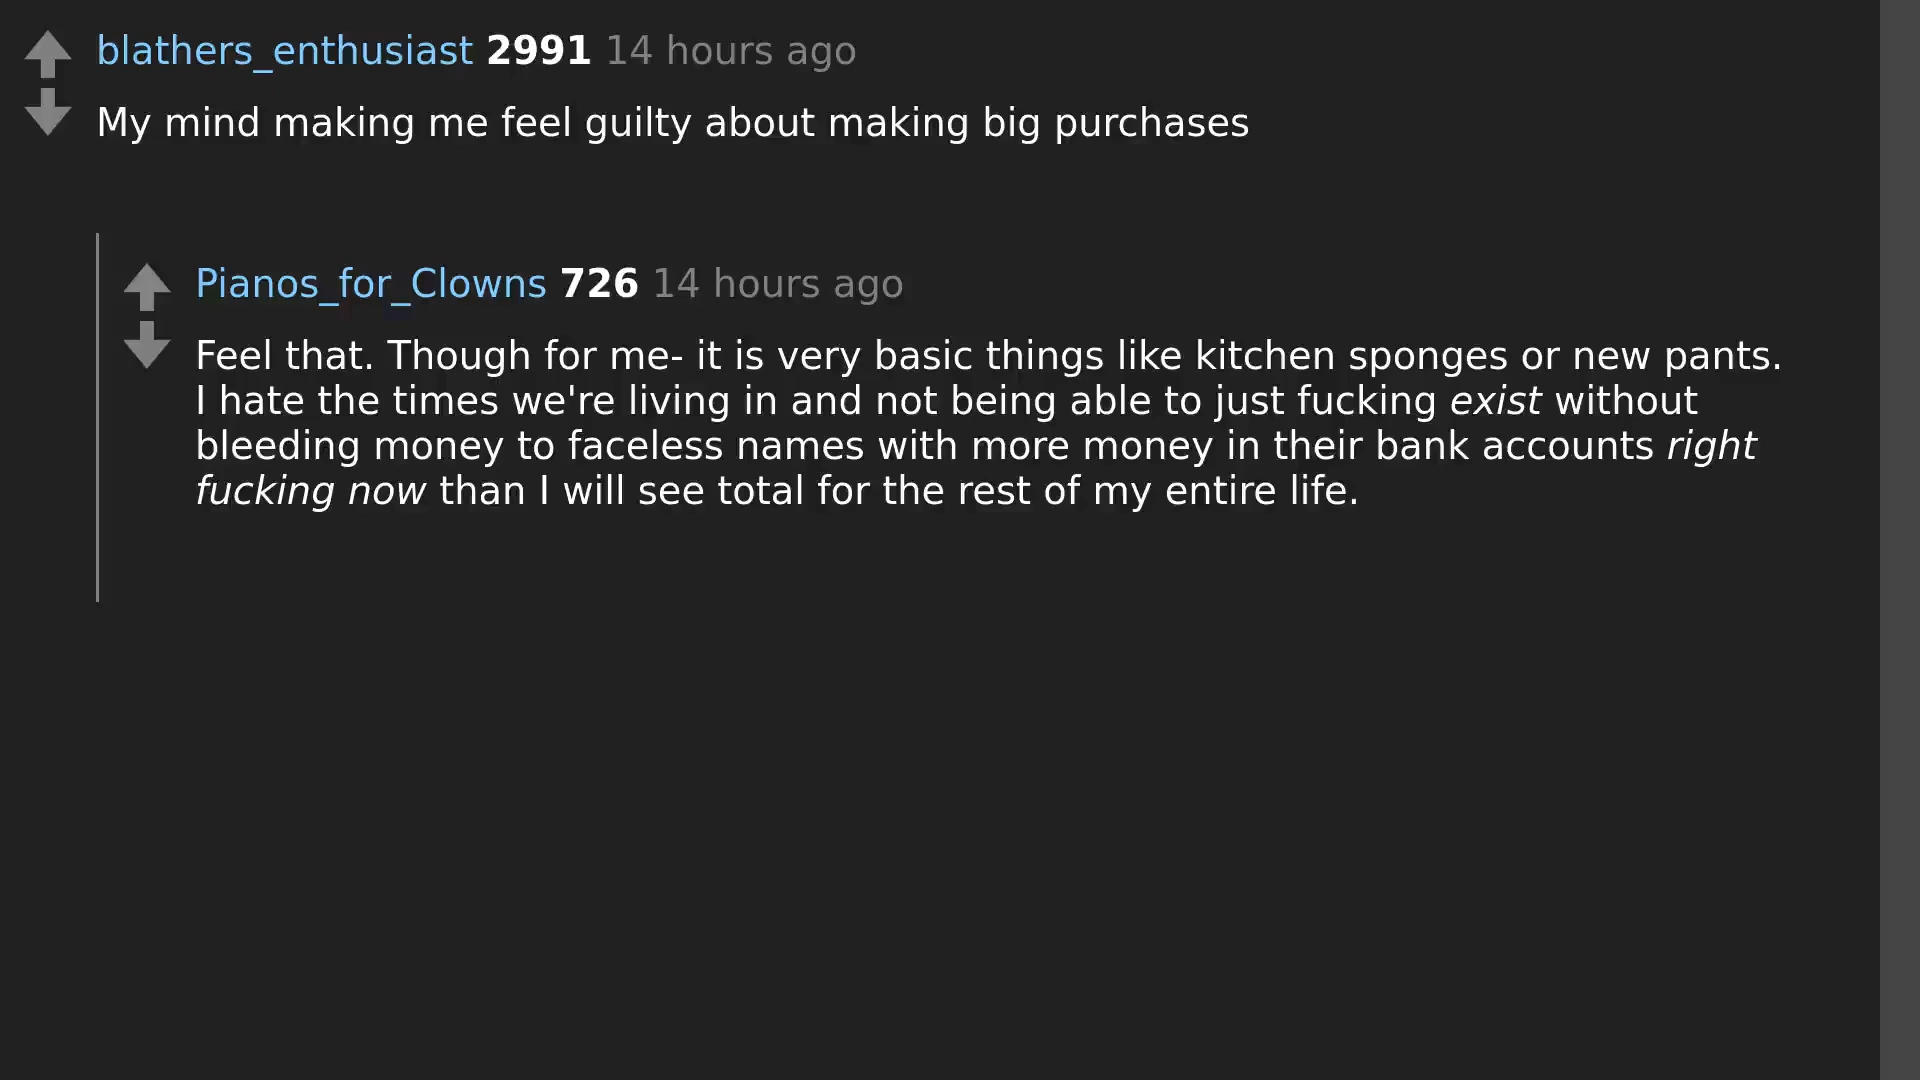 blathers_enthusiast 2991 14 hours ago
My mind making me feel guilty about making big purchases
Pianos_for_Clowns 726 14 hours ago
Feel that. Though for me- it is very basic things like kitchen sponges or new pants.
I hate the times we're living in and not being able to just fucking exist without
bleeding money to faceless names with more money in their bank accounts right
fucking now than I will see total for the rest of my entire life.